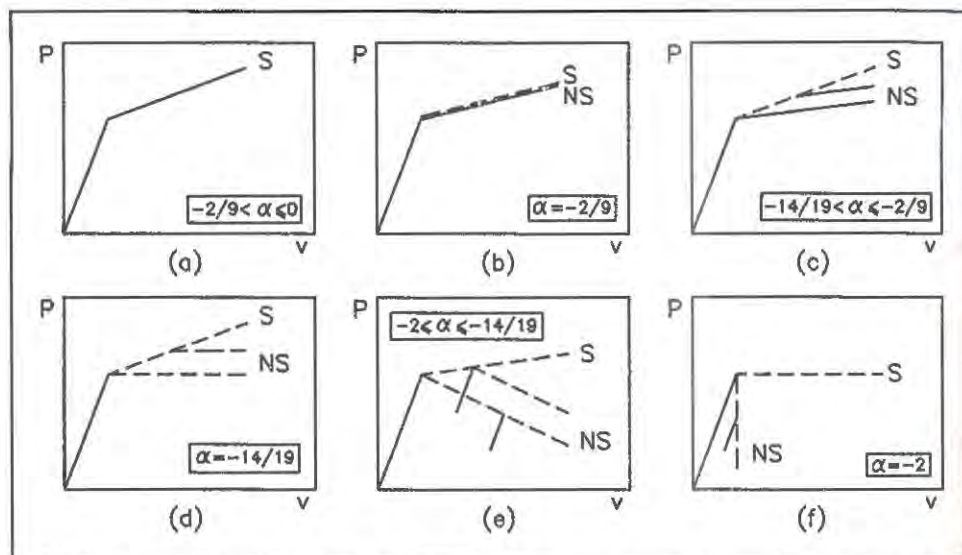 P
S
-2/9< α ⩽0
v
(a)
P
S
NS
α=-2/9
v
(b)
P
S
NS
-14/19<α⩽-2/9
v
(c)
P
S
NS
α=-14/19
v
(d)
P
-2⩽α⩽-14/19
S
NS
v
(e)
P
S
NS
α=-2
v
(f)